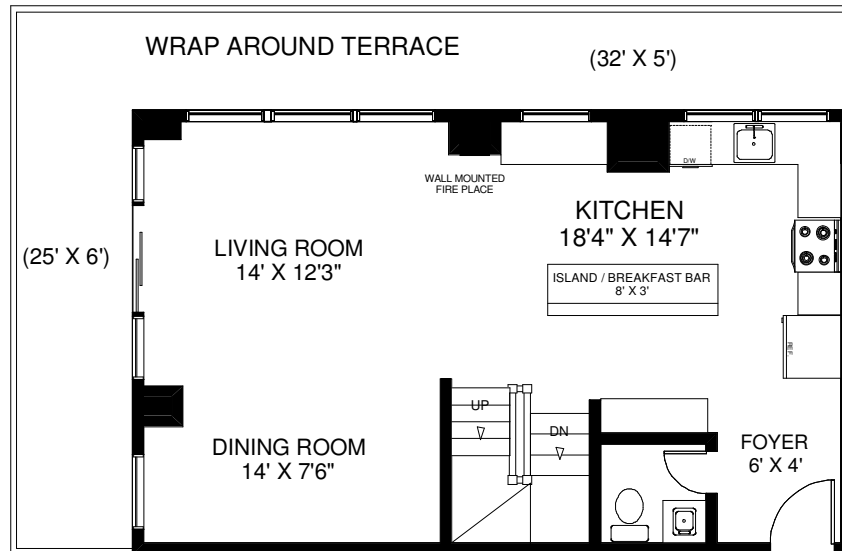 WRAP AROUND TERRACE
(32' X 5')
D/W
WALL MOUNTED
FIRE PLACE
KITCHEN
18'4" X 14'7"
LIVING ROOM
14' X 12'3"
(25' X 6')
ISLAND / BREAKFAST BAR
8' X 3'
REF.
UP
DN
DINING ROOM
14' X 7'6"
FOYER
6' X 4'